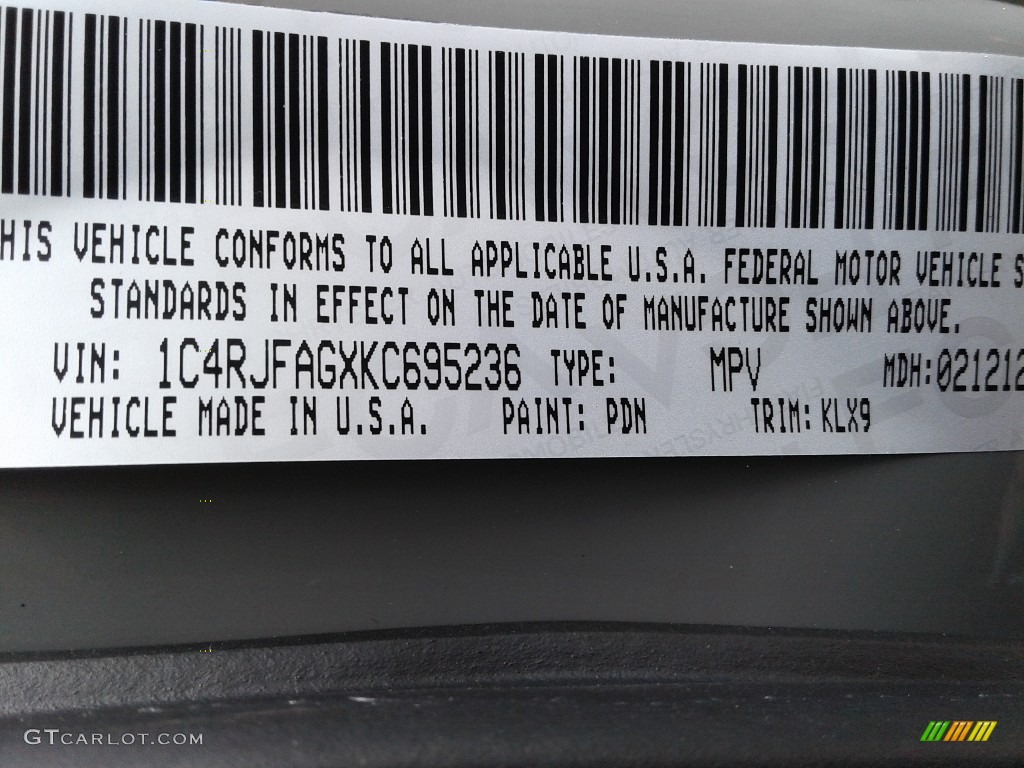 HIS VEHICLE CONFORMS TO ALL APPLICABLE U.S.A. FEDERAL MOTOR VEHICLE S
STANDARDS IN EFFECT ON THE DATE OF MANUFACTURE SHOWN ABOVE.
VIN: 1C4RJFAGXKC695236 TYPE: MPV MDH:021212
VEHICLE MADE IN U.S.A. PAINT: PDN TRIM: KLX9
GTCARLOT.COM